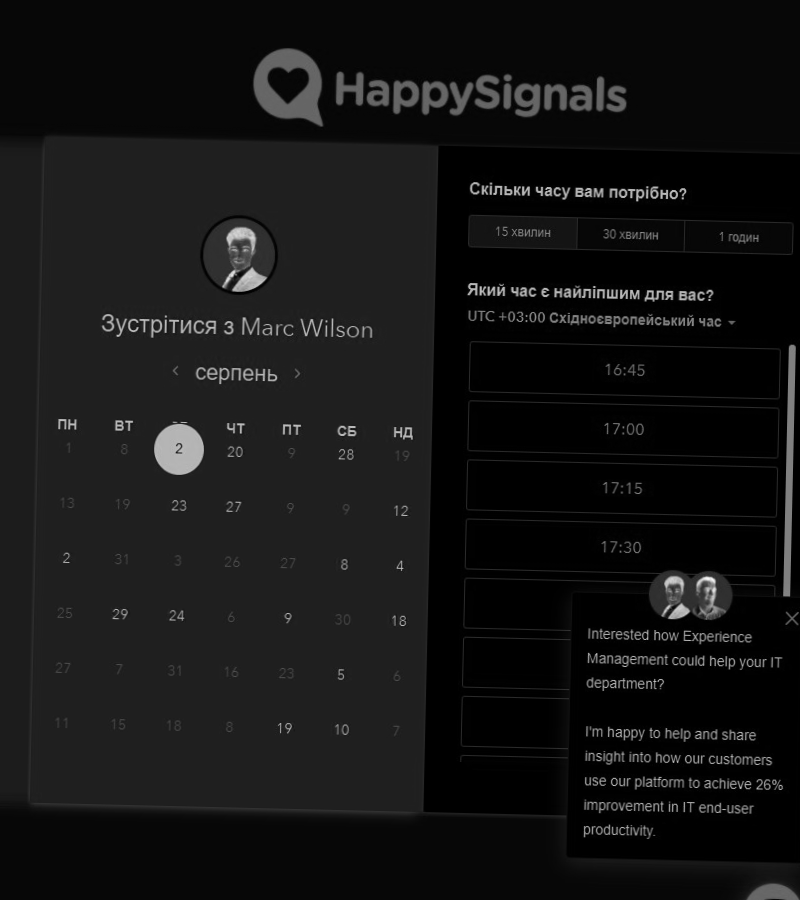 HappySignals
Зустрітися з Marc Wilson
серпень
ПН ВТ ЧТ ПТ СБ НД
1 8 2 20 9 28 19
13 19 23 27 9 9 12
2 31 3 26 27 8 4
25 29 24 6 9 30 18
27 7 31 16 23 5 6
11 15 18 8 19 10 7
Скільки часу вам потрібно?
15 хвилин 30 хвилин 1 годин
Який час є найліпшим для вас?
UTC +03:00 Східноєвропейський час
16:45
17:00
17:15
17:30
Interested how Experience
Management could help your IT
department?
I'm happy to help and share
insight into how our customers
use our platform to achieve 26%
improvement in IT end-user
productivity.